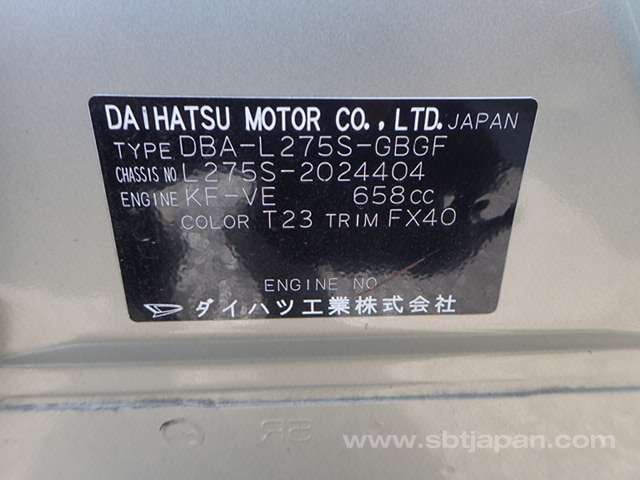 DAIHATSU MOTOR CO., LTD. JAPAN
TYPE DBA-L275S-GBGF
CHASSIS NO L275S-2024404
ENGINE KF-VE 658CC
COLOR T23 TRIM FX40
ENGINE NO
ダイハツ工業株式会社
www.sbtjapan.com